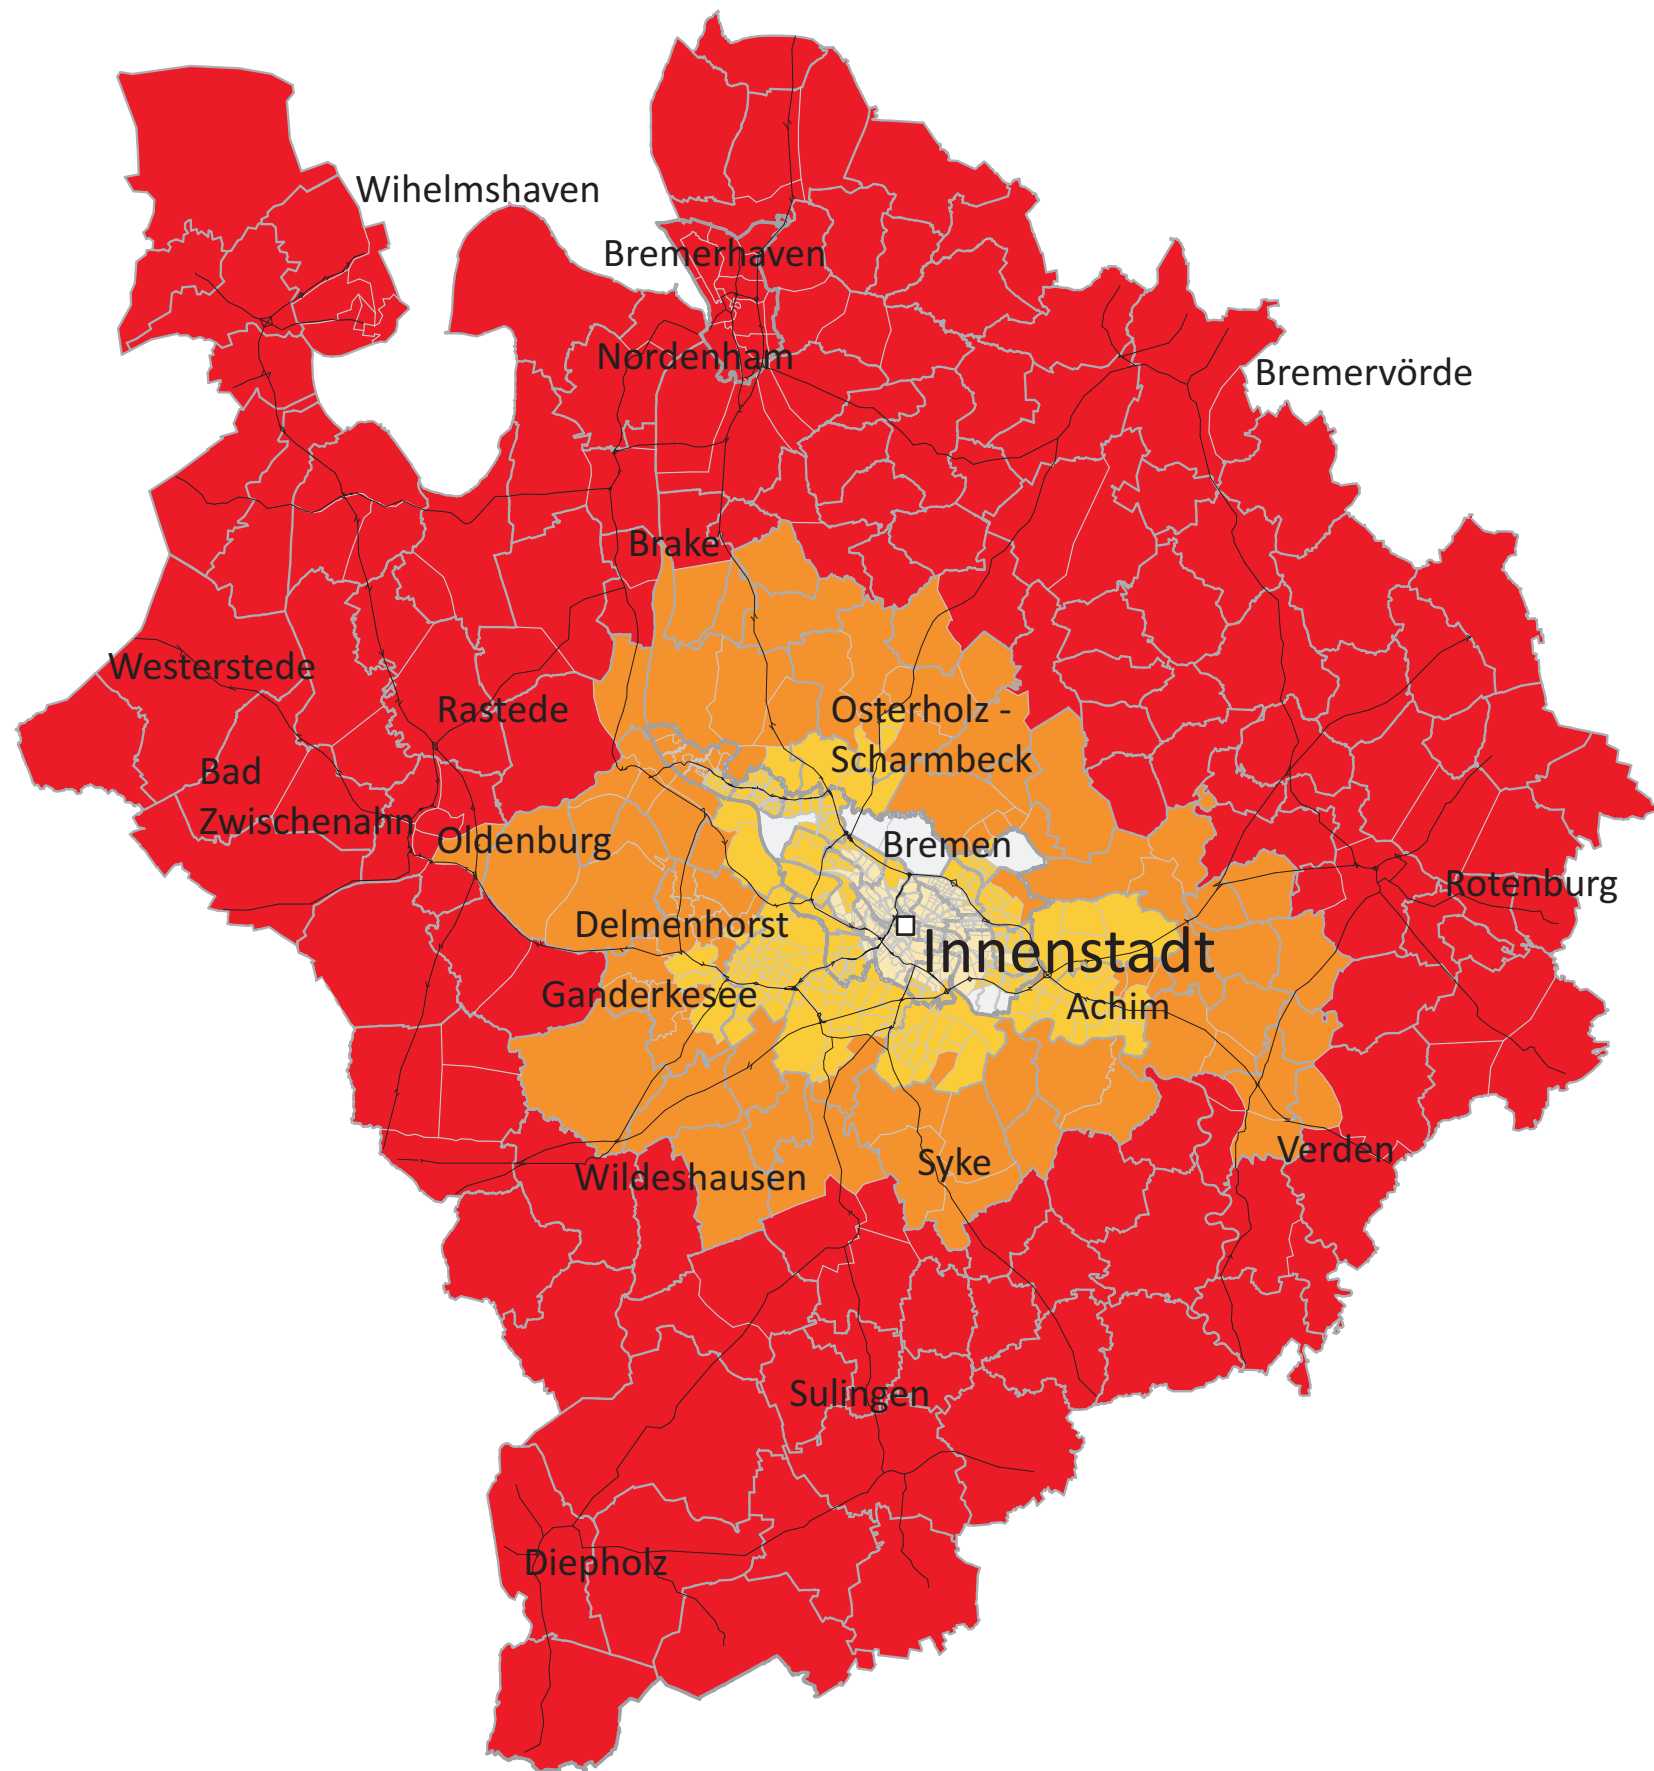 Wihelmshaven
Bremerhaven
Nordenham
Bremervörde
Brake
Westerstede
Rastede
Osterholz -
Scharmbeck
Bad
Zwischenahn
Oldenburg
Bremen
Rotenburg
Delmenhorst
Innenstadt
Ganderkesee
Achim
Verden
Syke
Wildeshausen
Sulingen
Diepholz